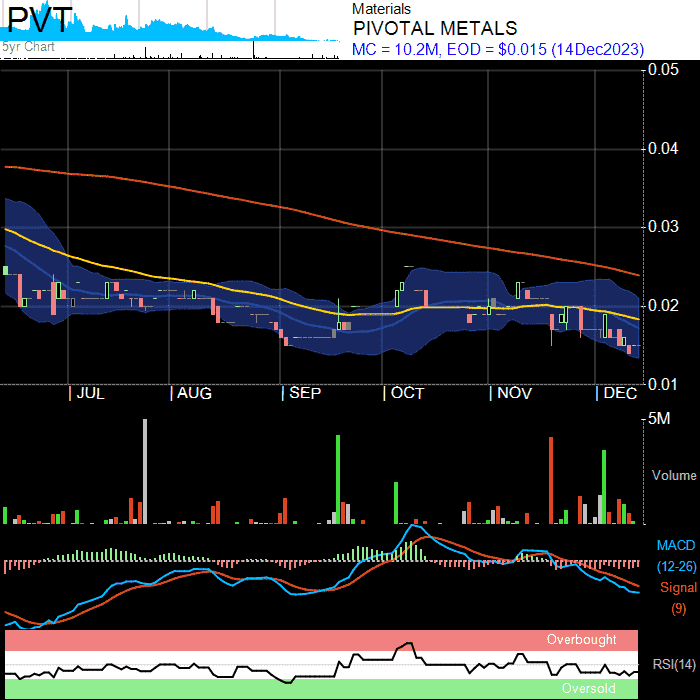 PVT
5yr Chart
Materials
PIVOTAL METALS
MC = 10.2M, EOD = $0.015 (14Dec2023)
0.05
0.04
0.03
0.02
0.01
JUL AUG SEP OCT NOV DEC
5M
Volume
MACD
(12-26)
Signal
(9)
Overbought
RSI(14)
Oversold